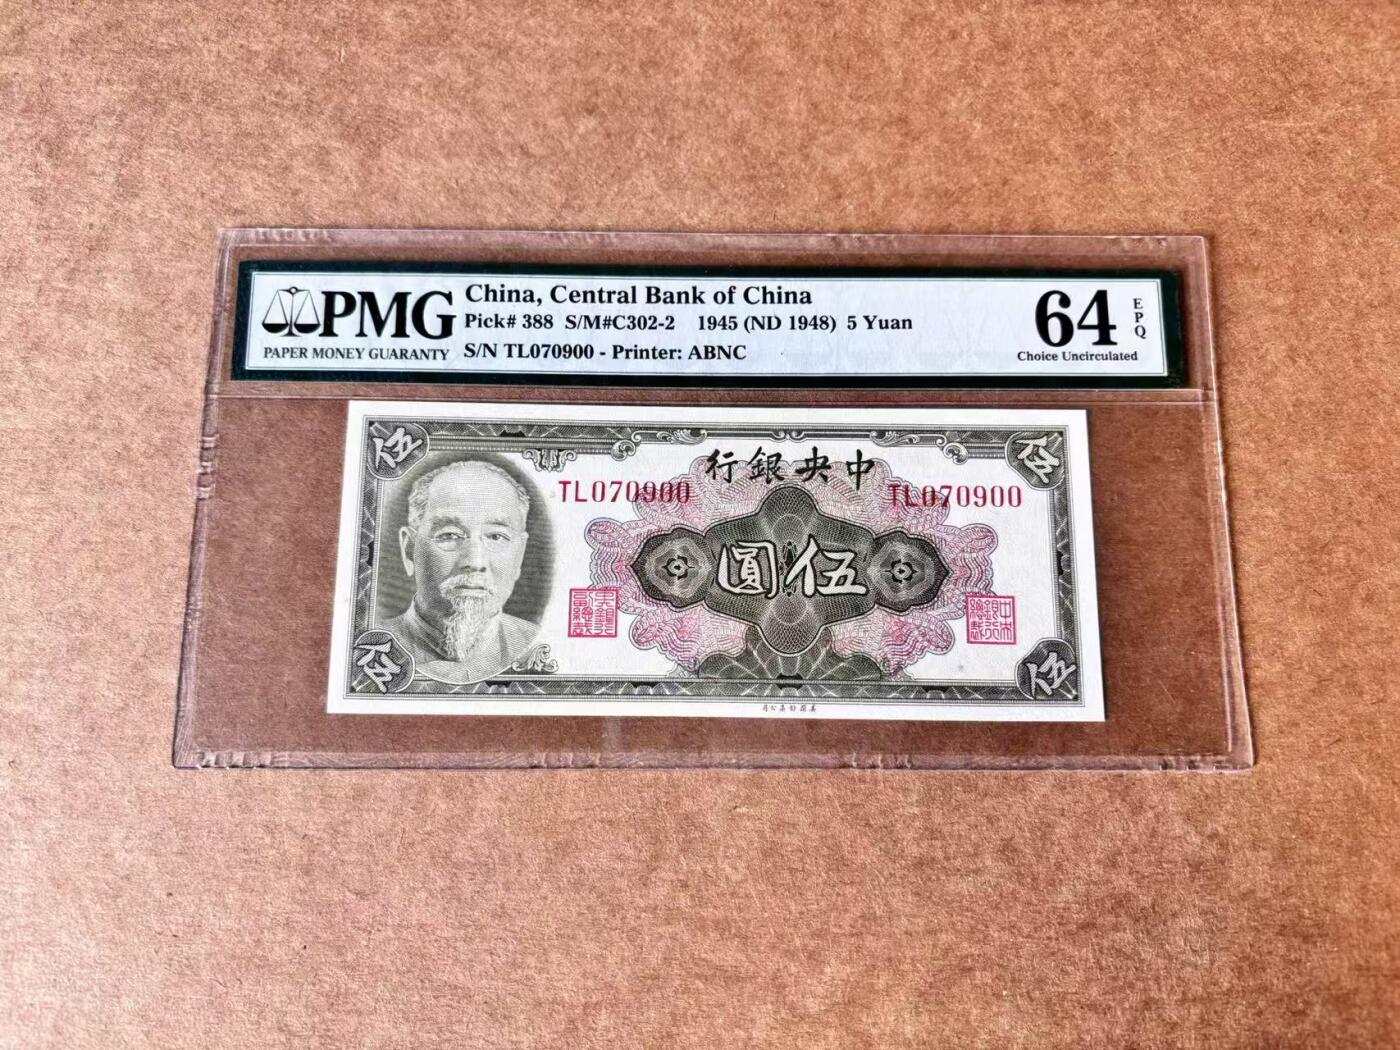 PMG
PAPER MONEY GUARANTY
China, Central Bank of China
Pick# 388 S/M#C302-2 1945 (ND 1948) 5 Yuan
S/N TL070900 - Printer: ABNC
64
EPQ
Choice Uncirculated
伍
伍
行銀央中
TL070900
TL070900
圓伍
伍
伍